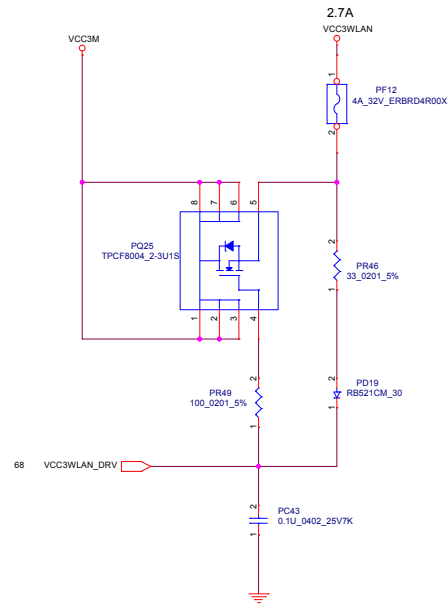 2.7A
VCC3M
VCC3WLAN
1
PF12
4A_32V_ERBRD4R00X
2
8
7
6
5
PQ25
TPCF8004_2-3U1S
2
PR46
33_0201_5%
1
1
2
3
4
2
PR49
100_0201_5%
1
2
PD19
RB521CM_30
1
68 VCC3WLAN_DRV
2
PC43
0.1U_0402_25V7K
1